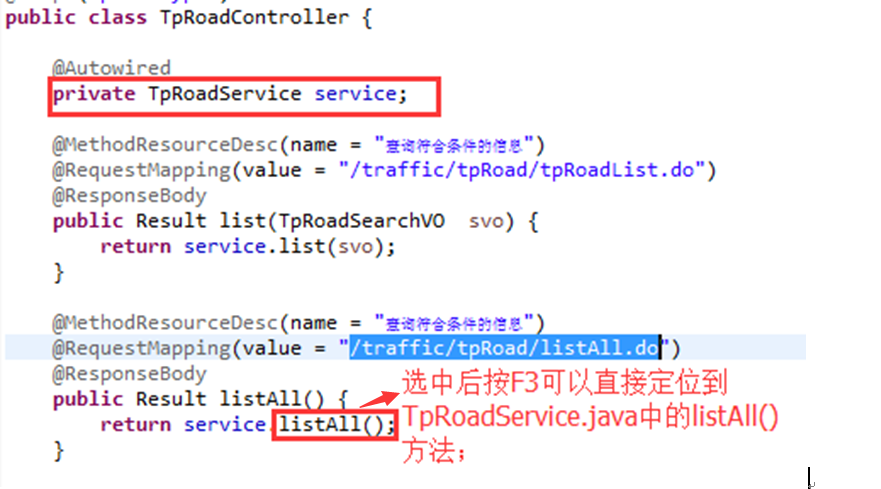 public class TpRoadController {
@Autowired
private TpRoadService service;
@MethodResourceDesc(name = "查询符合条件的信息")
@RequestMapping(value = "/traffic/tpRoad/tpRoadList.do")
@ResponseBody
public Result list(TpRoadSearchVO svo) {
return service.list(svo);
}
@MethodResourceDesc(name = "查询符合条件的信息")
@RequestMapping(value = "/traffic/tpRoad/listAll.do")
@ResponseBody
public Result listAll() {
return service.listAll();
}
选中后按F3可以直接定位到
TpRoadService.java中的listAll()
方法；